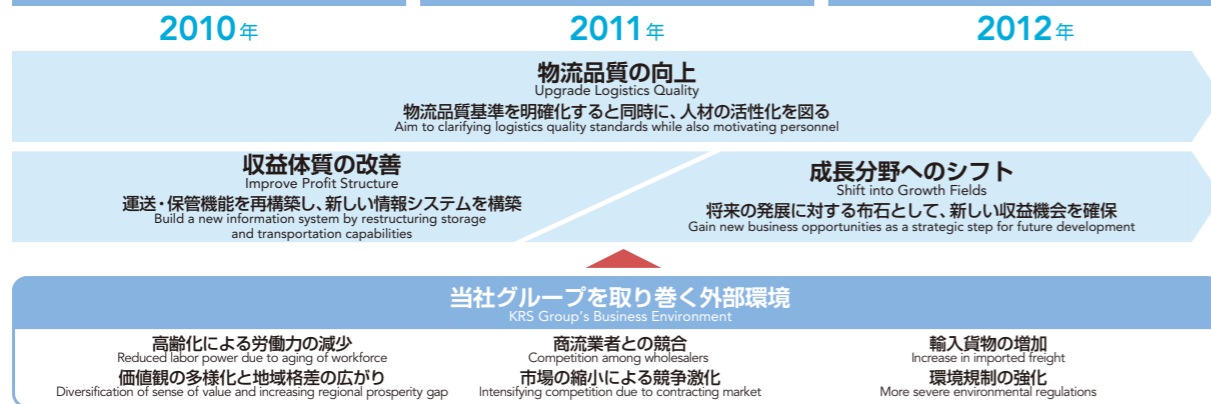 2010年
2011年
2012年
物流品質の向上
Upgrade Logistics Quality
物流品質基準を明確化すると同時に、人材の活性化を図る
Aim to clarifying logistics quality standards while also motivating personnel
収益体質の改善
Improve Profit Structure
運送・保管機能を再構築し、新しい情報システムを構築
Build a new information system by restructuring storage
and transportation capabilities
成長分野へのシフト
Shift into Growth Fields
将来の発展に対する布石として、新しい収益機会を確保
Gain new business opportunities as a strategic step for future development
当社グループを取り巻く外部環境
KRS Group's Business Environment
高齢化による労働力の減少
Reduced labor power due to aging of workforce
価値観の多様化と地域格差の広がり
Diversification of sense of value and increasing regional prosperity gap
商流業者との競合
Competition among wholesalers
市場の縮小による競争激化
Intensifying competition due to contracting market
輸入貨物の増加
Increase in imported freight
環境規制の強化
More severe environmental regulations